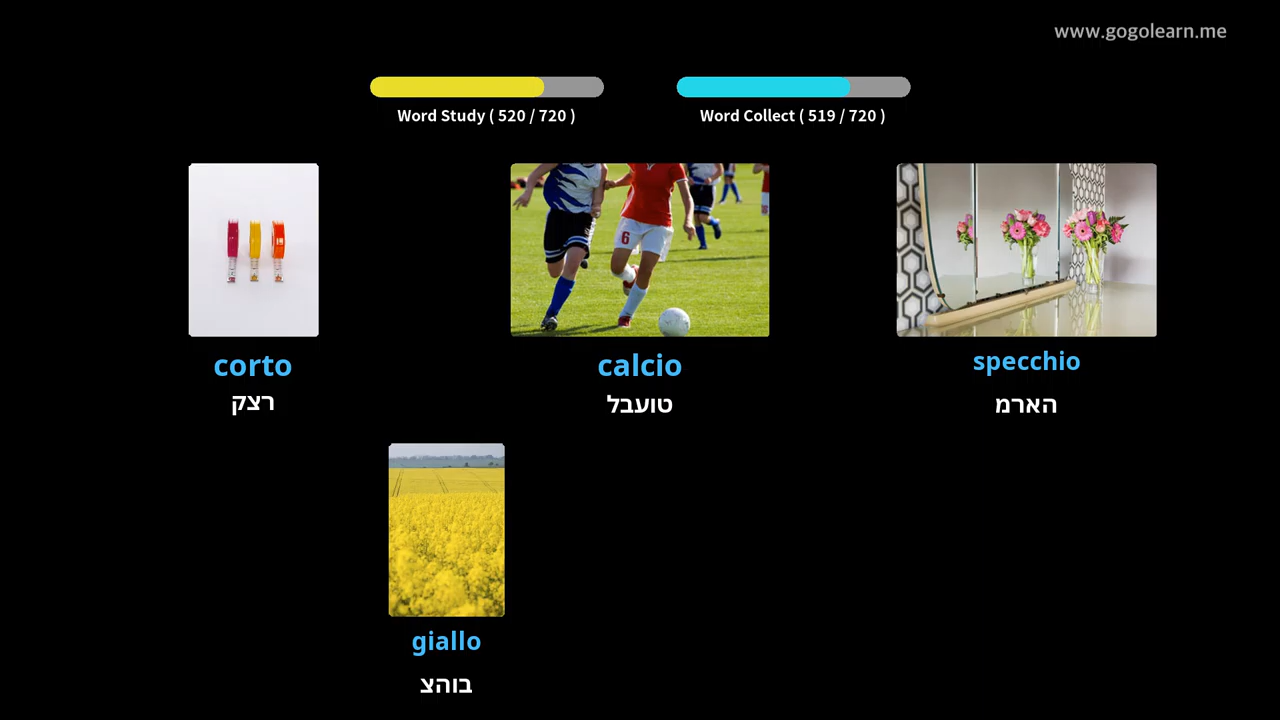 www.gogolearn.me
Word Study ( 520 / 720 )
Word Collect ( 519 / 720 )
corto
רצק
calcio
טועבל
specchio
הארמ
giallo
בוהצ